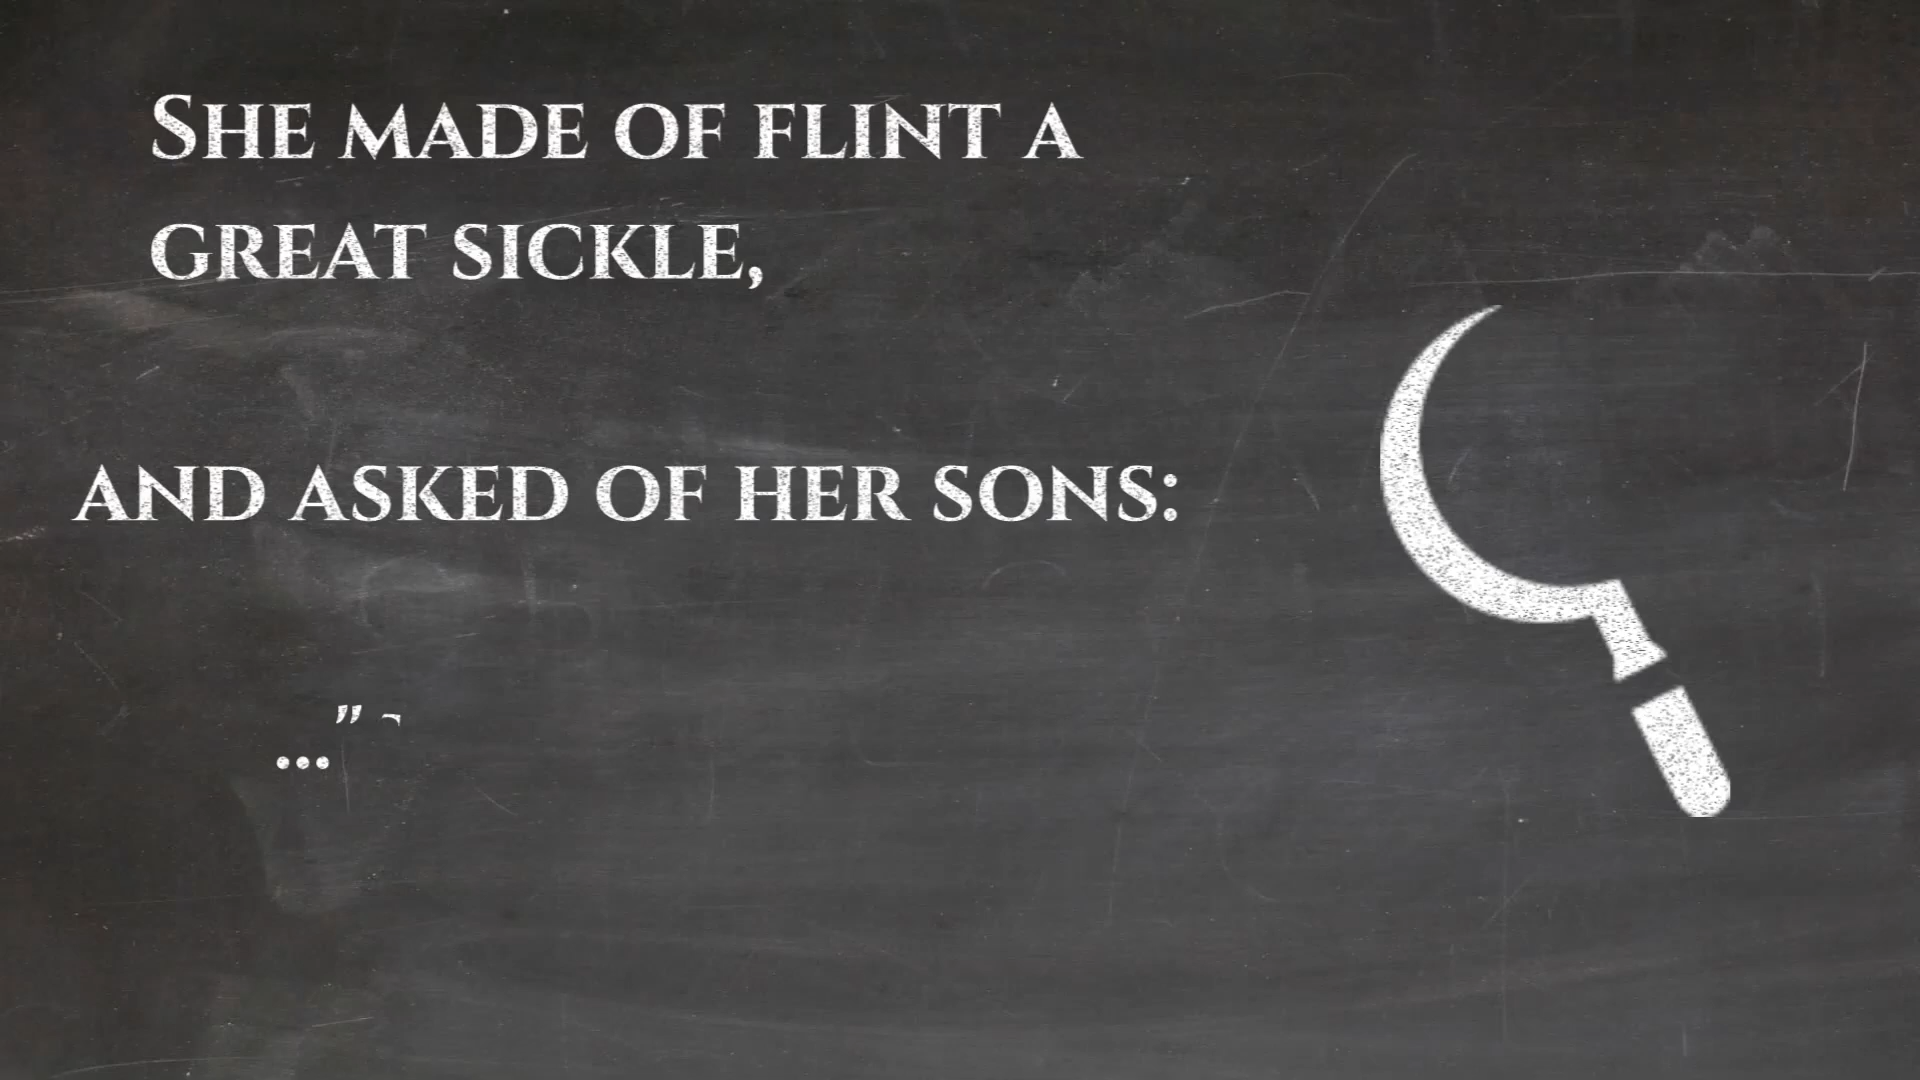 She made of flint a
great sickle,
and asked of her sons:
..."